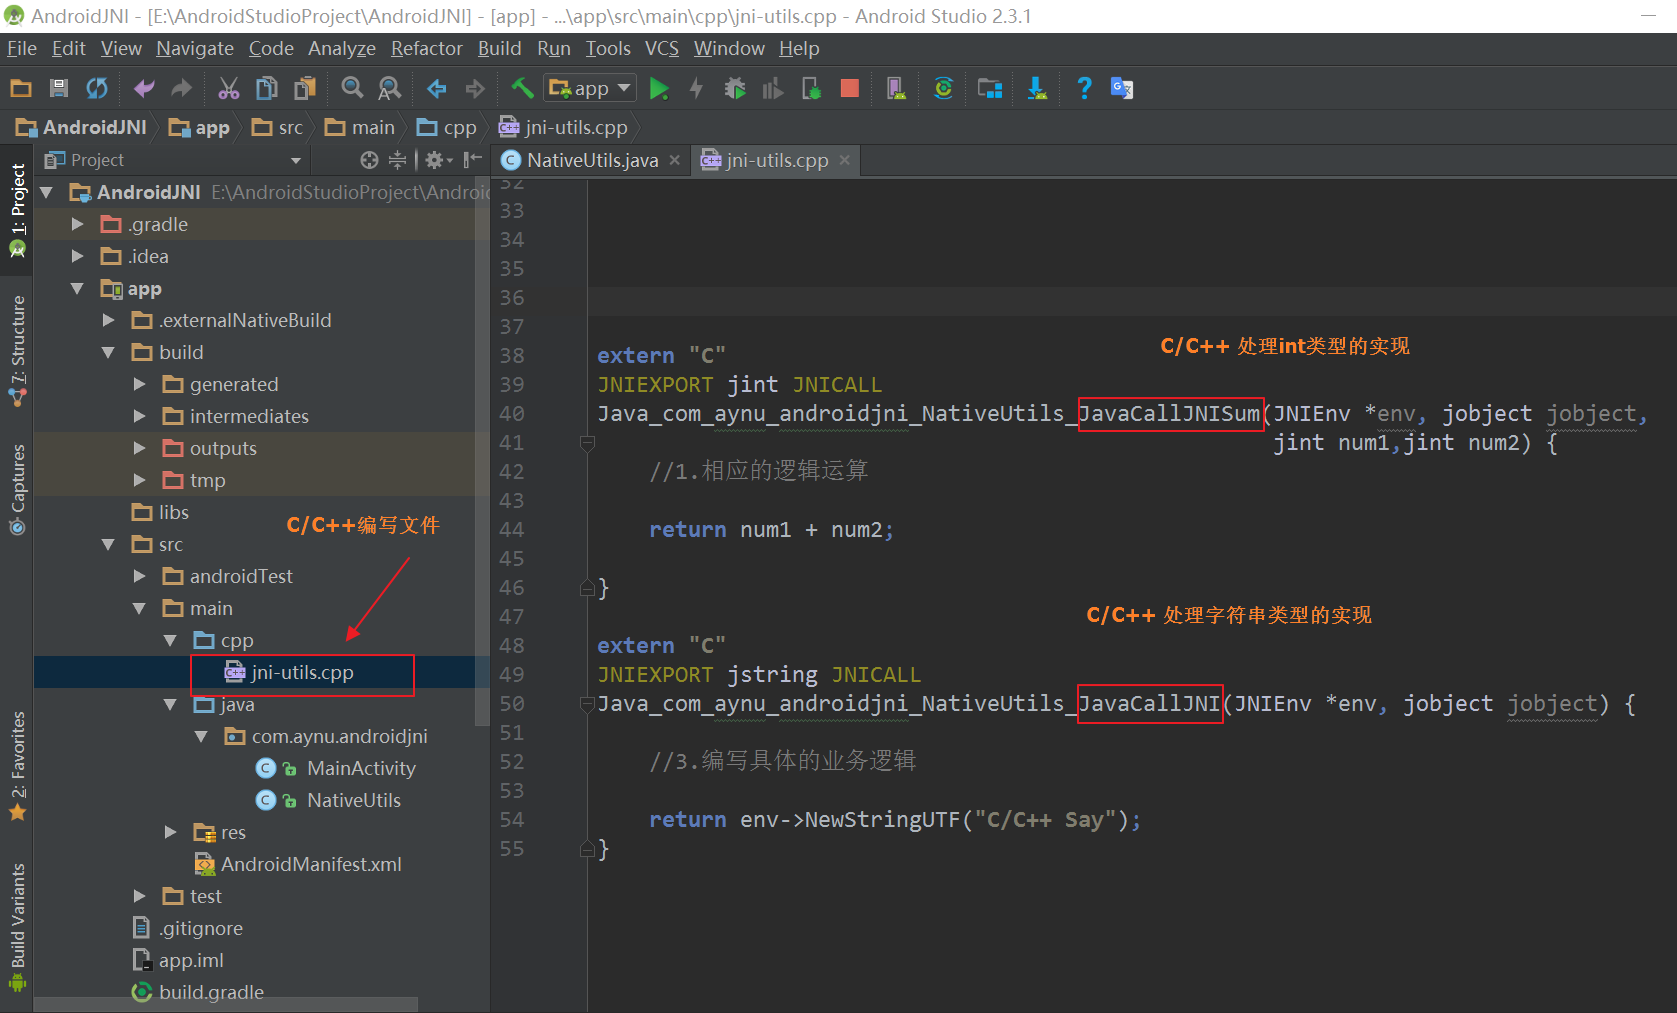 AndroidJNI - [E:\AndroidStudioProject\AndroidJNI] - [app] - ...\app\src\main\cpp\jni-utils.cpp - Android Studio 2.3.1
File Edit View Navigate Code Analyze Refactor Build Run Tools VCS Window Help
app
AndroidJNI app src main cpp jni-utils.cpp
Project
NativeUtils.java
jni-utils.cpp
1: Project
7: Structure
Captures
2: Favorites
Build Variants
AndroidJNI E:\AndroidStudioProject\Androi
.gradle
.idea
app
.externalNativeBuild
build
generated
intermediates
outputs
tmp
libs
C/C++编写文件
src
androidTest
main
cpp
jni-utils.cpp
java
com.aynu.androidjni
MainActivity
NativeUtils
res
AndroidManifest.xml
test
.gitignore
app.iml
build.gradle
32
33
34
35
36
37
C/C++ 处理int类型的实现
38 extern "C"
39 JNIEXPORT jint JNICALL
40 Java_com_aynu_androidjni_NativeUtils_JavaCallJNISum(JNIEnv *env, jobject jobject,
41 jint num1,jint num2) {
42 //1.相应的逻辑运算
43
44 return num1 + num2;
45
46 }
47
C/C++ 处理字符串类型的实现
48 extern "C"
49 JNIEXPORT jstring JNICALL
50 Java_com_aynu_androidjni_NativeUtils_JavaCallJNI(JNIEnv *env, jobject jobject) {
51
52 //3.编写具体的业务逻辑
53
54 return env->NewStringUTF("C/C++ Say");
55 }